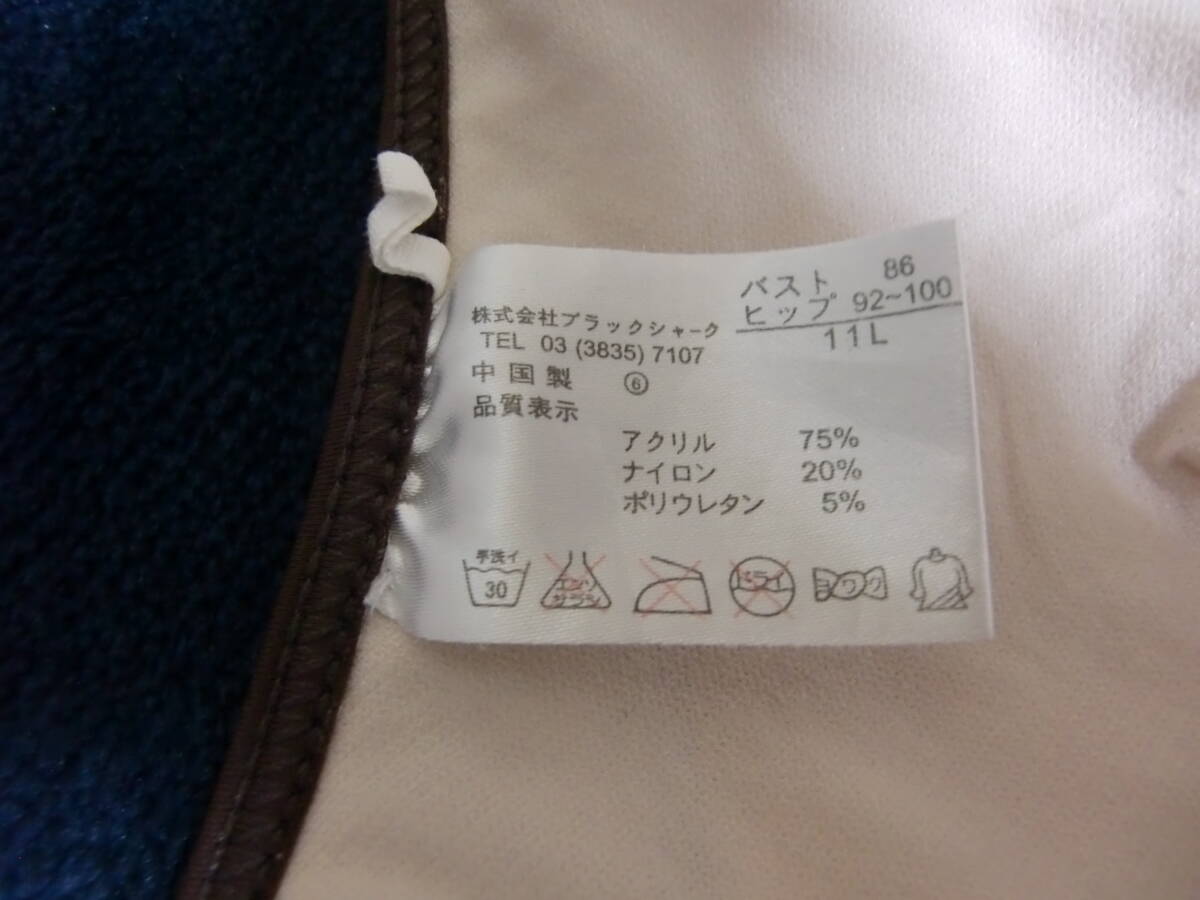 バスト 86
ヒップ 92~100
11L
株式会社ブラックシャーク
TEL 03 (3835) 7107
中国製 ⑥
品質表示
アクリル 75%
ナイロン 20%
ポリウレタン 5%
手洗イ
30
エンソ
サラシ
ドライ
ヨワク